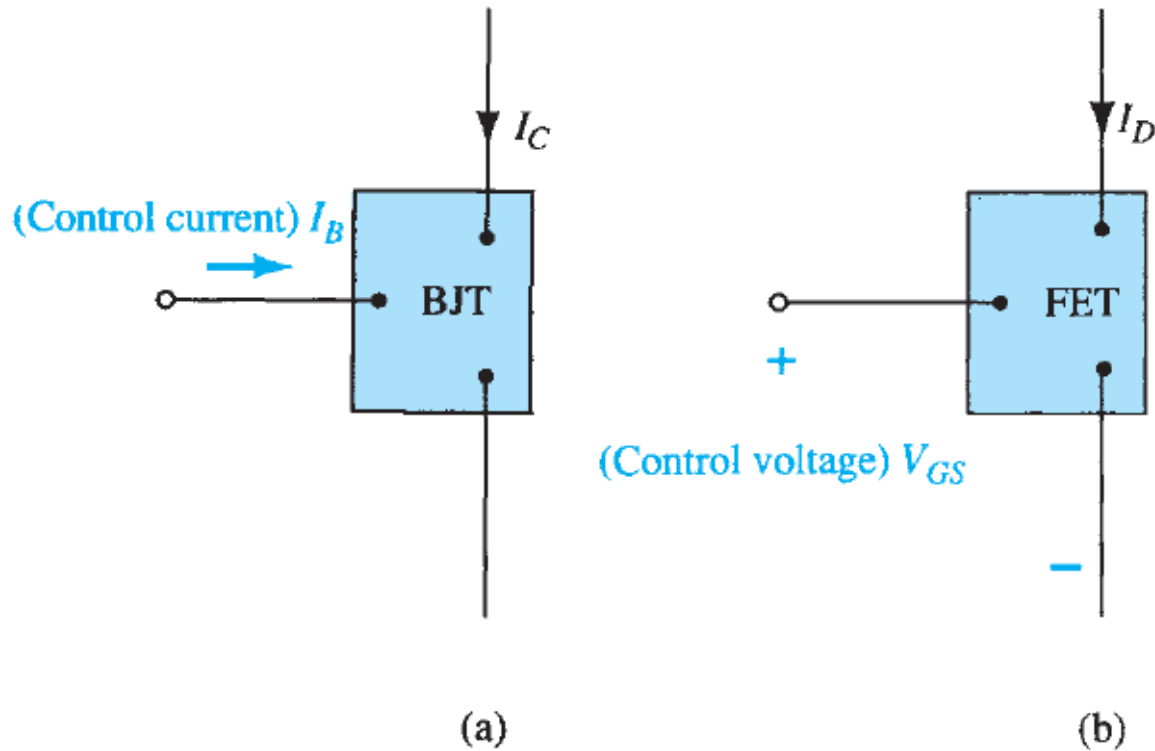 I_C
(Control current) I_B
BJT
(a)
I_D
FET
+
(Control voltage) V_GS
−
(b)